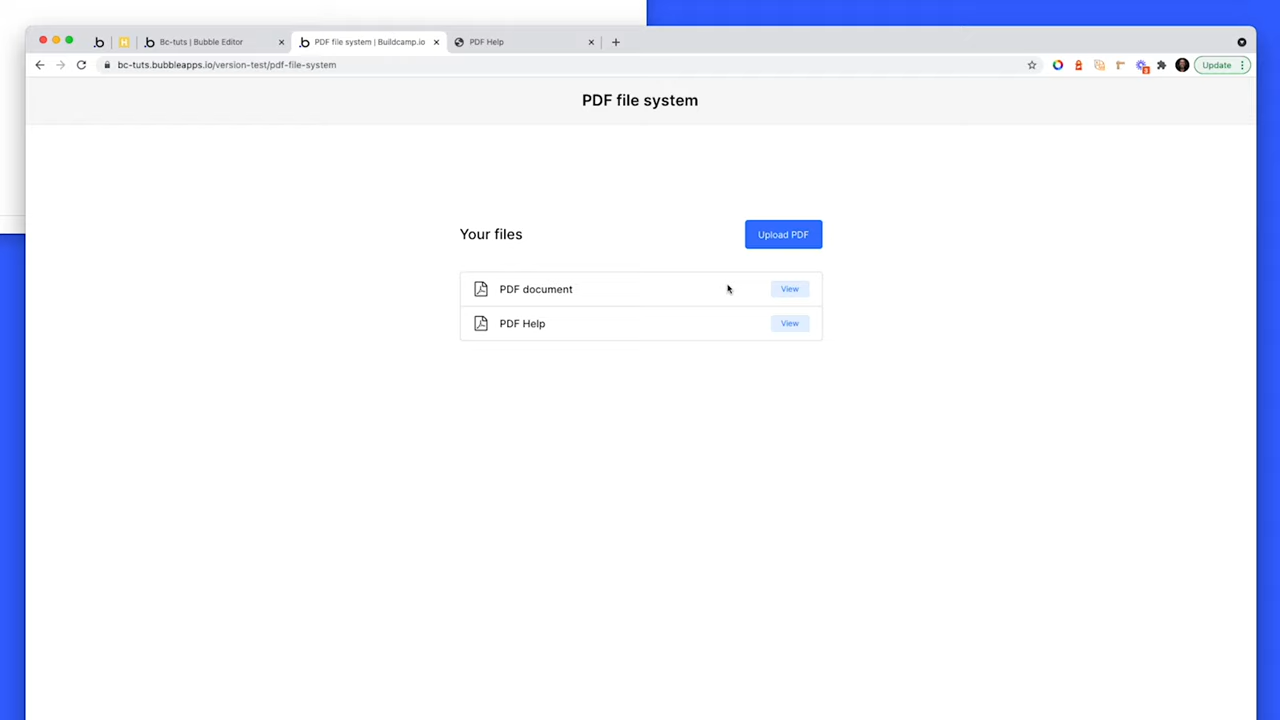 Bc-tuts | Bubble Editor
PDF file system | Buildcamp.io
PDF Help
bc-tuts.bubbleapps.io/version-test/pdf-file-system
Update
PDF file system
Your files
Upload PDF
PDF document
View
PDF Help
View